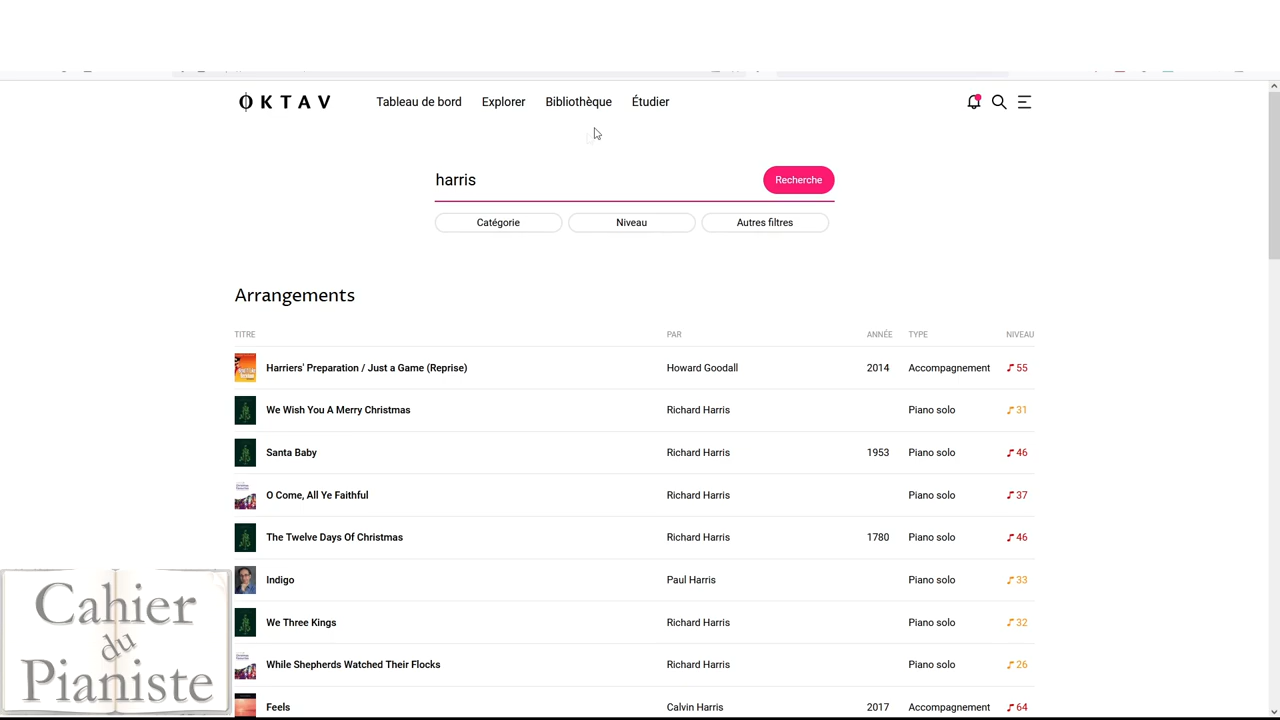 OKTAV Tableau de bord Explorer Bibliothèque Étudier
harris Recherche
Catégorie Niveau Autres filtres
Arrangements
TITRE PAR ANNÉE TYPE NIVEAU
Harriers' Preparation / Just a Game (Reprise) Howard Goodall 2014 Accompagnement 55
We Wish You A Merry Christmas Richard Harris Piano solo 31
Santa Baby Richard Harris 1953 Piano solo 46
O Come, All Ye Faithful Richard Harris Piano solo 37
The Twelve Days Of Christmas Richard Harris 1780 Piano solo 46
Indigo Paul Harris Piano solo 33
We Three Kings Richard Harris Piano solo 32
While Shepherds Watched Their Flocks Richard Harris Piano solo 26
Feels Calvin Harris 2017 Accompagnement 64
Cahier
du
Pianiste